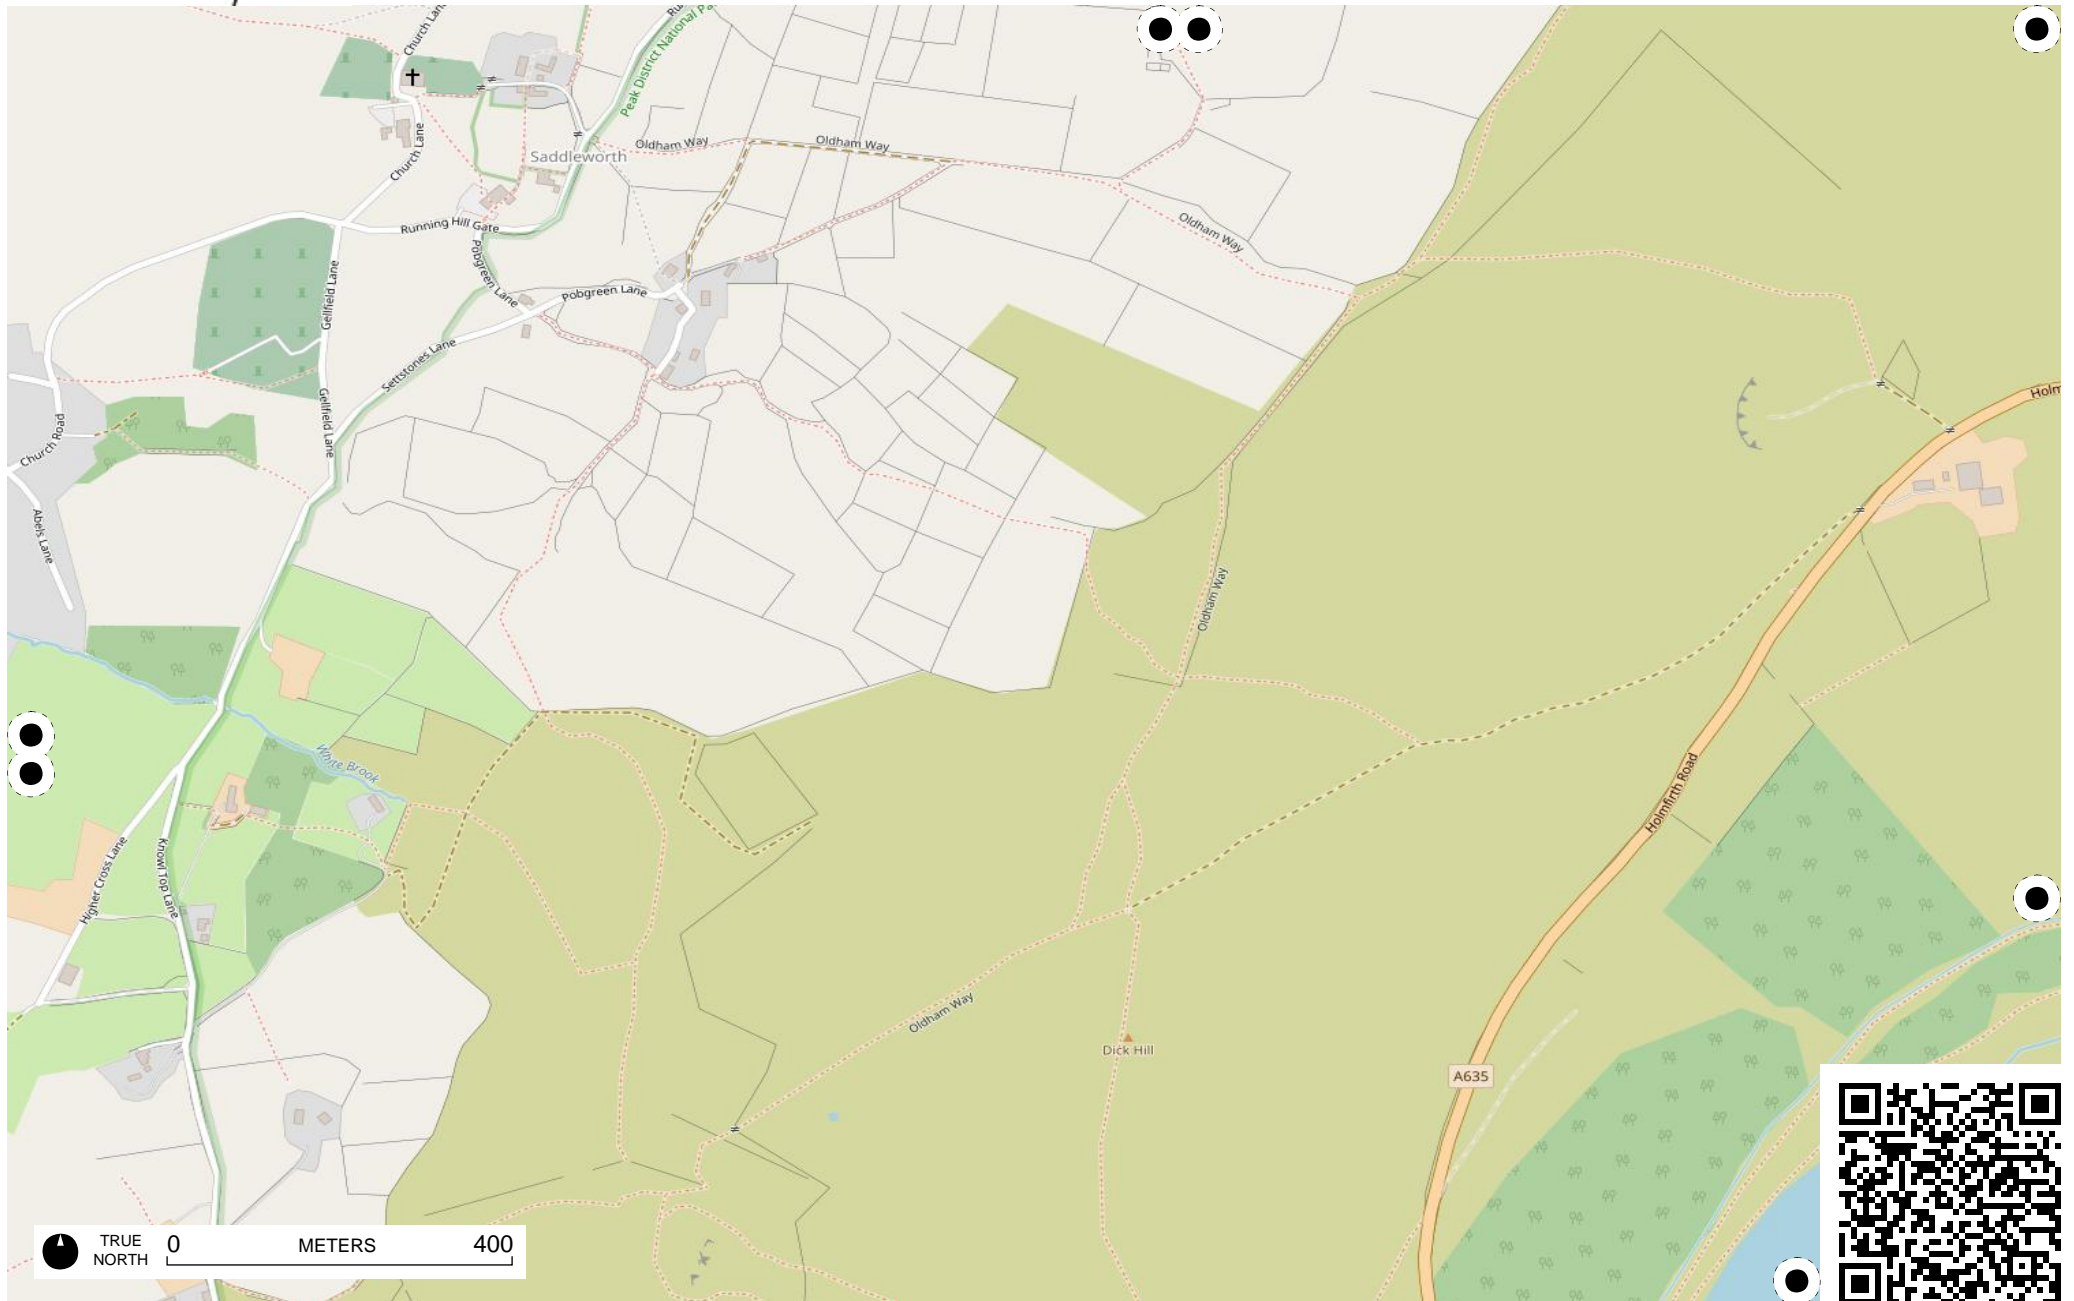 Church Lane
Peak District National Pa
Oldham Way
Oldham Way
Saddleworth
Church Lane
Running Hill Gate
Oldham Way
Pobgreen Lane
Pobgreen Lane
Gellfield Lane
Settstones Lane
Gellfield Lane
Holm
Church Road
Abels Lane
Oldham Way
White Brook
Holmfirth Road
Higher Cross Lane
Knowl Top Lane
Oldham Way
Dick Hill
A635
TRUE
NORTH
0 METERS 400